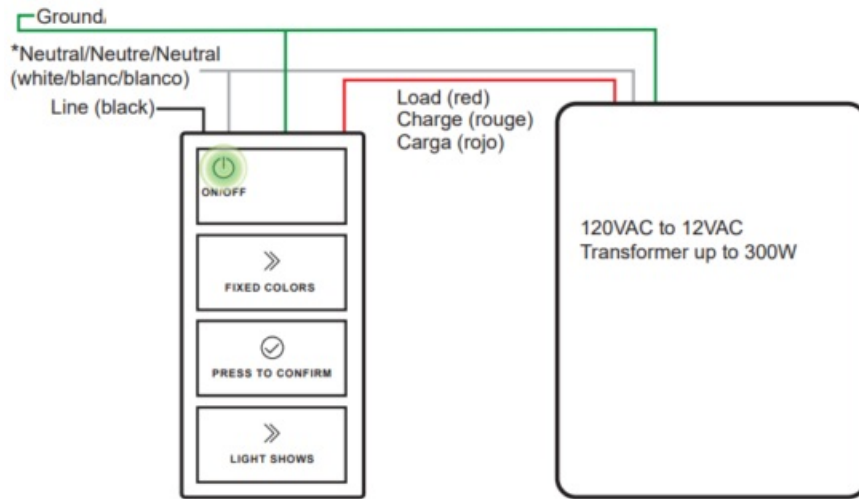 Ground
*Neutral/Neutre/Neutral
(white/blanc/blanco)
Line (black)
Load (red)
Charge (rouge)
Carga (rojo)
ON/OFF
FIXED COLORS
PRESS TO CONFIRM
LIGHT SHOWS
120VAC to 12VAC
Transformer up to 300W